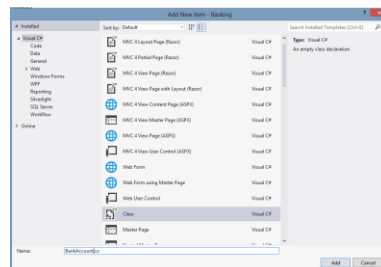 Add New Item - Banking
Installed
Sort by: Default
Search Installed Templates (Ctrl+E)
Visual C#
Code
Data
General
Web
Windows Forms
WPF
Reporting
Silverlight
SQL Server
Workflow
Online
MVC 4 Layout Page (Razor) Visual C#
MVC 4 Partial Page (Razor) Visual C#
MVC 4 View Page (Razor) Visual C#
MVC 4 View Page with Layout (Razor) Visual C#
MVC 4 View Content Page (ASPX) Visual C#
MVC 4 View Master Page (ASPX) Visual C#
MVC 4 View Page (ASPX) Visual C#
MVC 4 View User Control (ASPX) Visual C#
Web Form Visual C#
Web Form using Master Page Visual C#
Web User Control Visual C#
Class Visual C#
Master Page Visual C#
Type: Visual C#
An empty class declaration
Name: BankAccount.cs
Add Cancel